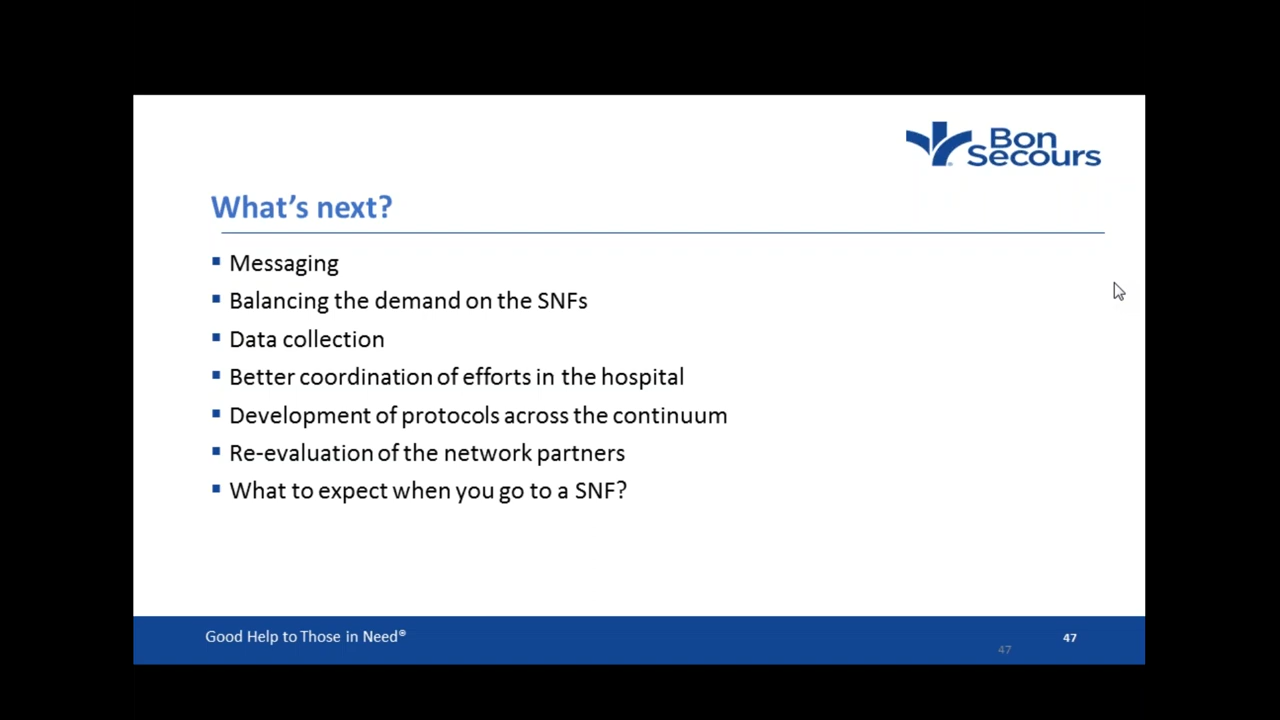 Bon
Secours
What's next?
Messaging
Balancing the demand on the SNFs
Data collection
Better coordination of efforts in the hospital
Development of protocols across the continuum
Re-evaluation of the network partners
What to expect when you go to a SNF?
Good Help to Those in Need®
47
47